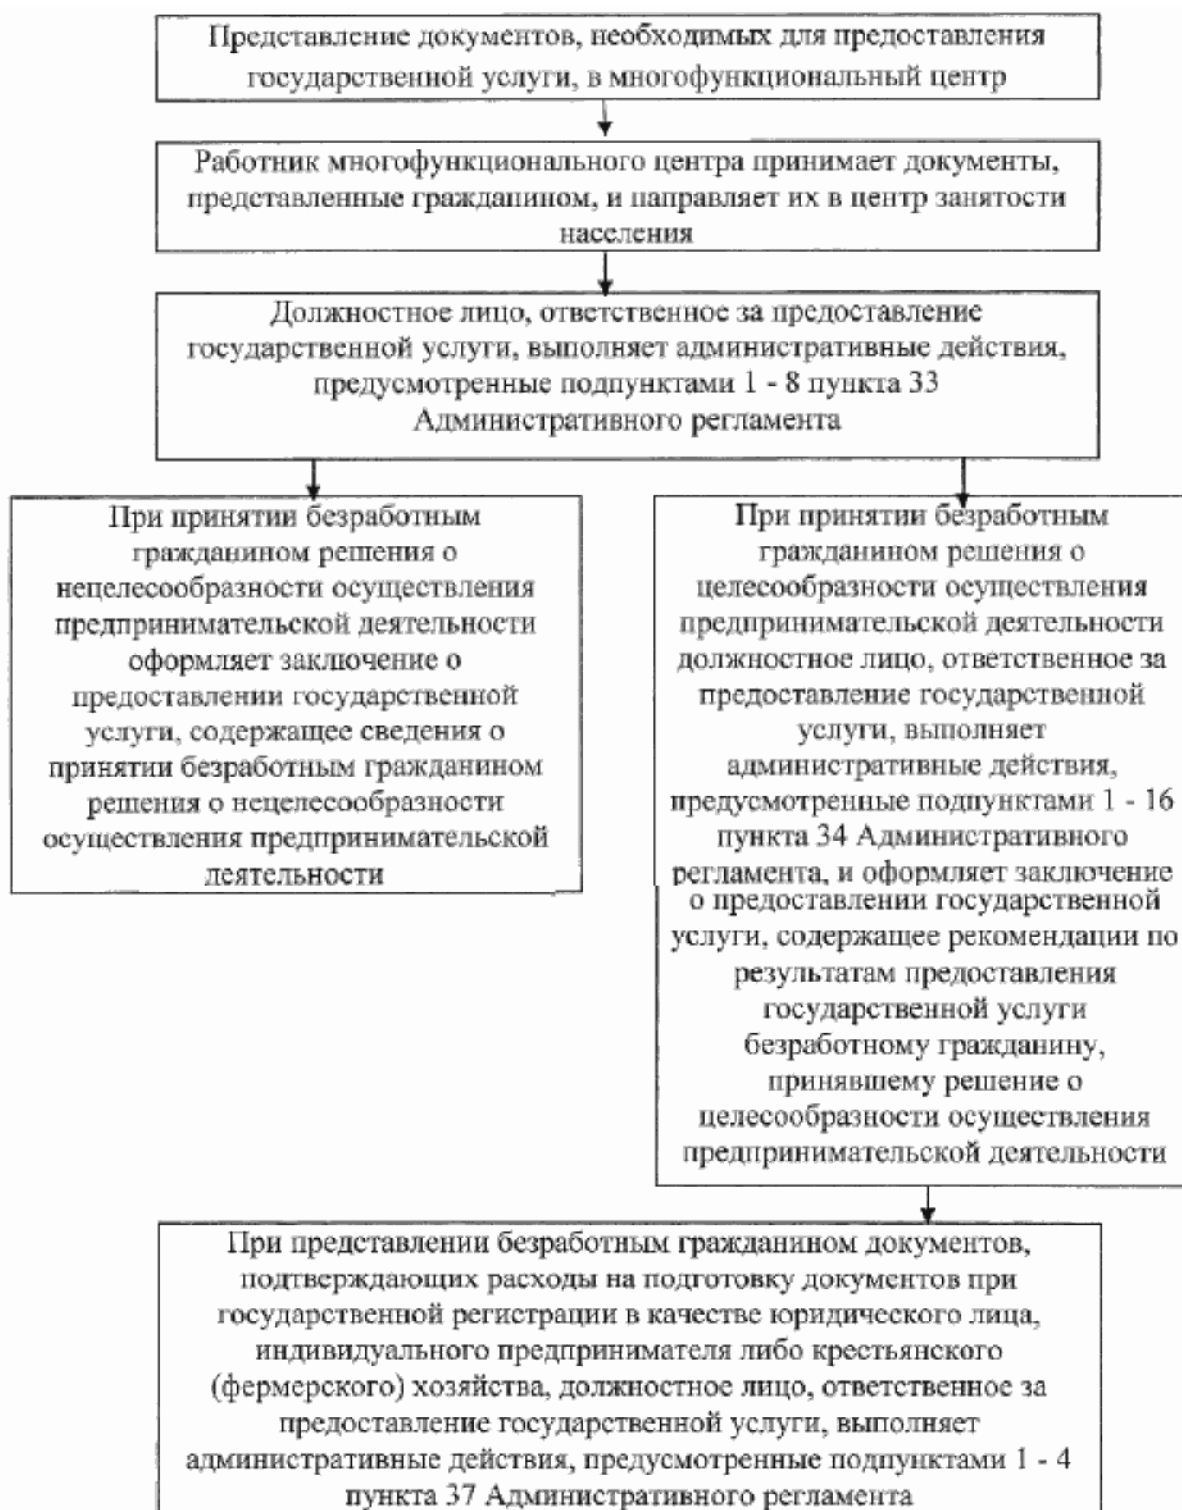 Представление документов, необходимых для предоставления
государственной услуги, в многофункциональный центр
Работник многофункционального центра принимает документы,
представленные гражданином, и направляет их в центр занятости
населения
Должностное лицо, ответственное за предоставление
государственной услуги, выполняет административные действия,
предусмотренные подпунктами 1 - 8 пункта 33
Административного регламента
При принятии безработным
гражданином решения о
нецелесообразности осуществления
предпринимательской деятельности
оформляет заключение о
предоставлении государственной
услуги, содержащее сведения о
принятии безработным гражданином
решения о нецелесообразности
осуществления предпринимательской
деятельности
При принятии безработным
гражданином решения о
целесообразности осуществления
предпринимательской деятельности
должностное лицо, ответственное за
предоставление государственной
услуги, выполняет
административные действия,
предусмотренные подпунктами 1 - 16
пункта 34 Административного
регламента, и оформляет заключение
о предоставлении государственной
услуги, содержащее рекомендации по
результатам предоставления
государственной услуги
безработному гражданину,
принявшему решение о
целесообразности осуществления
предпринимательской деятельности
При представлении безработным гражданином документов,
подтверждающих расходы на подготовку документов при
государственной регистрации в качестве юридического лица,
индивидуального предпринимателя либо крестьянского
(фермерского) хозяйства, должностное лицо, ответственное за
предоставление государственной услуги, выполняет
административные действия, предусмотренные подпунктами 1 - 4
пункта 37 Административного регламента